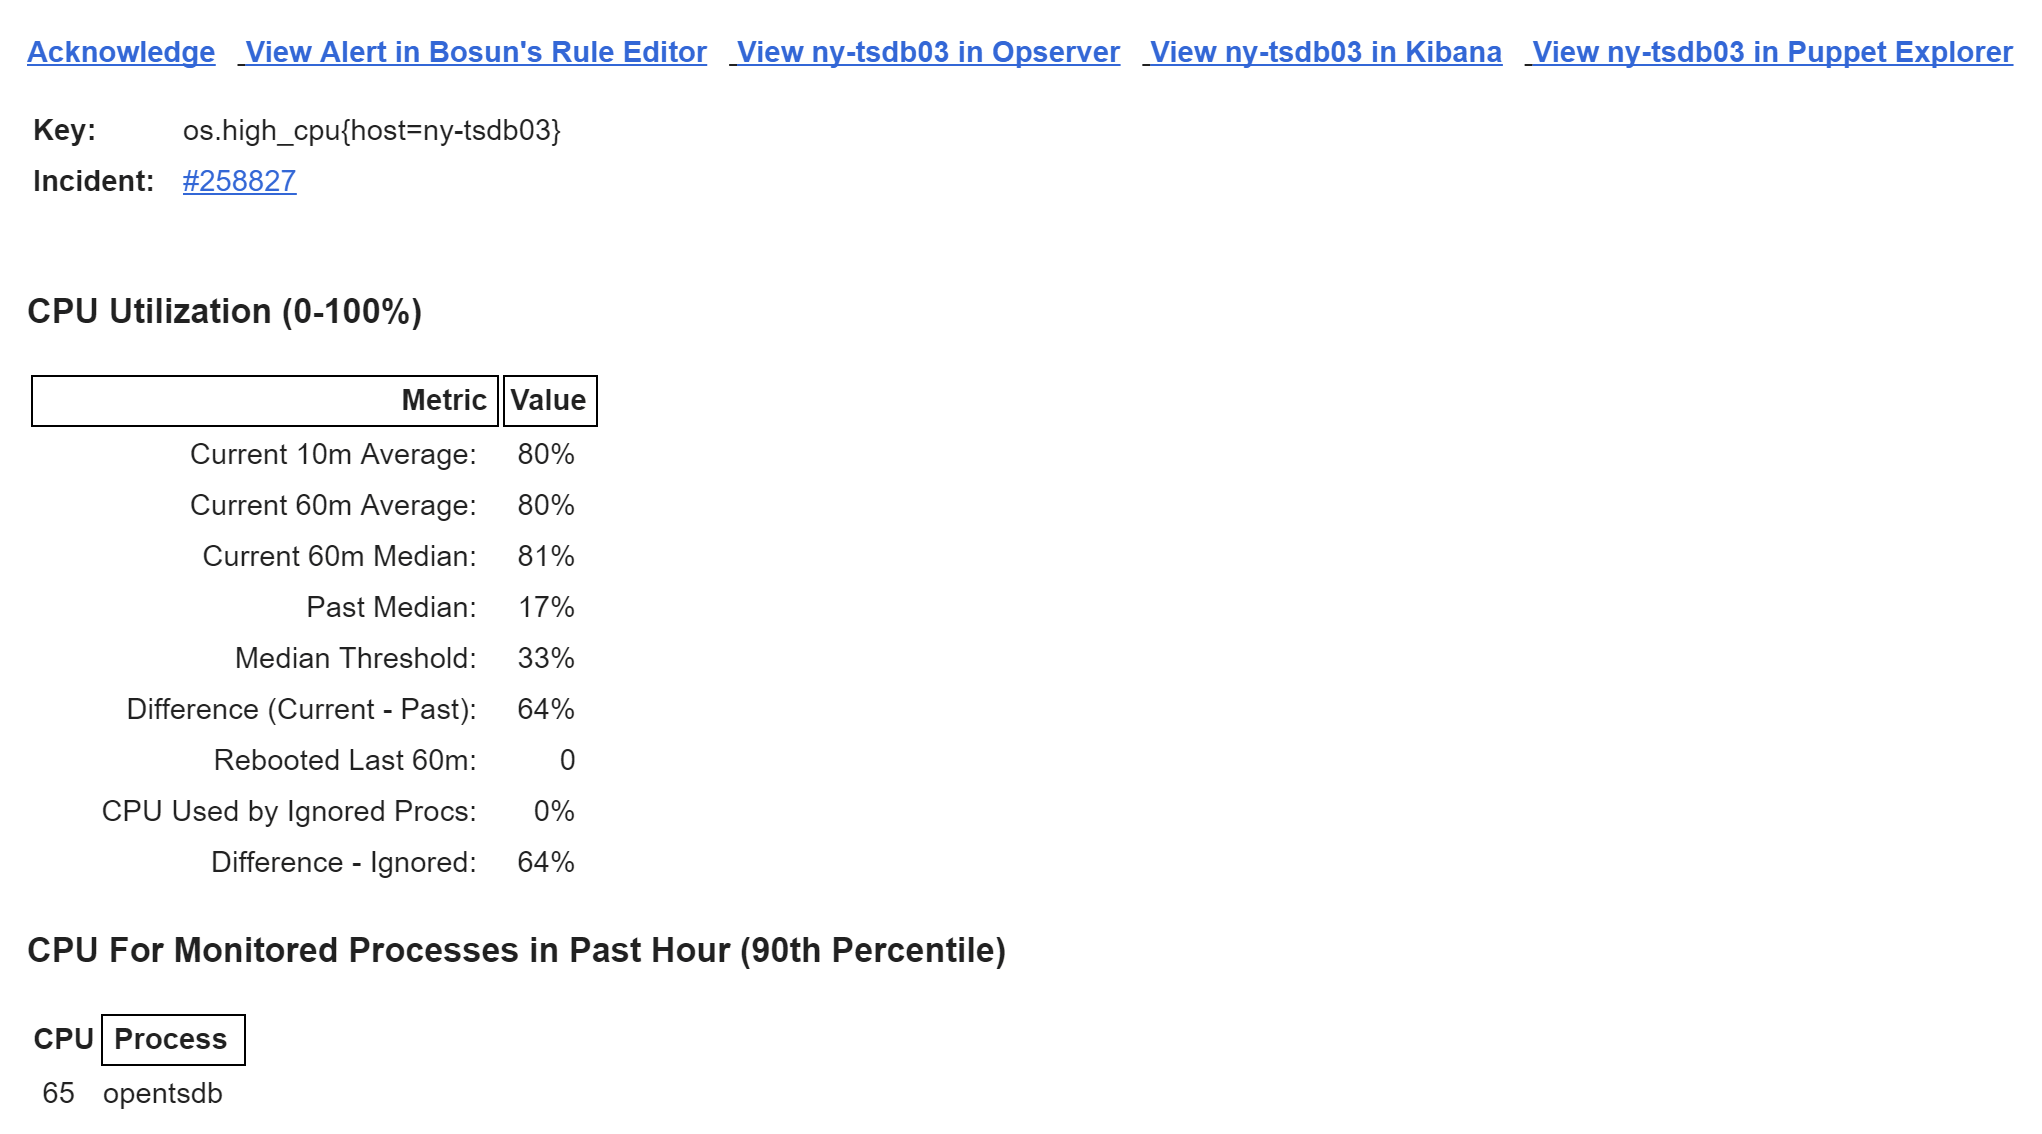 Acknowledge View Alert in Bosun's Rule Editor View ny-tsdb03 in Opserver View ny-tsdb03 in Kibana View ny-tsdb03 in Puppet Explorer
Key: os.high_cpu{host=ny-tsdb03}
Incident: #258827
CPU Utilization (0-100%)
Metric Value
Current 10m Average: 80%
Current 60m Average: 80%
Current 60m Median: 81%
Past Median: 17%
Median Threshold: 33%
Difference (Current - Past): 64%
Rebooted Last 60m: 0
CPU Used by Ignored Procs: 0%
Difference - Ignored: 64%
CPU For Monitored Processes in Past Hour (90th Percentile)
CPU Process
65 opentsdb